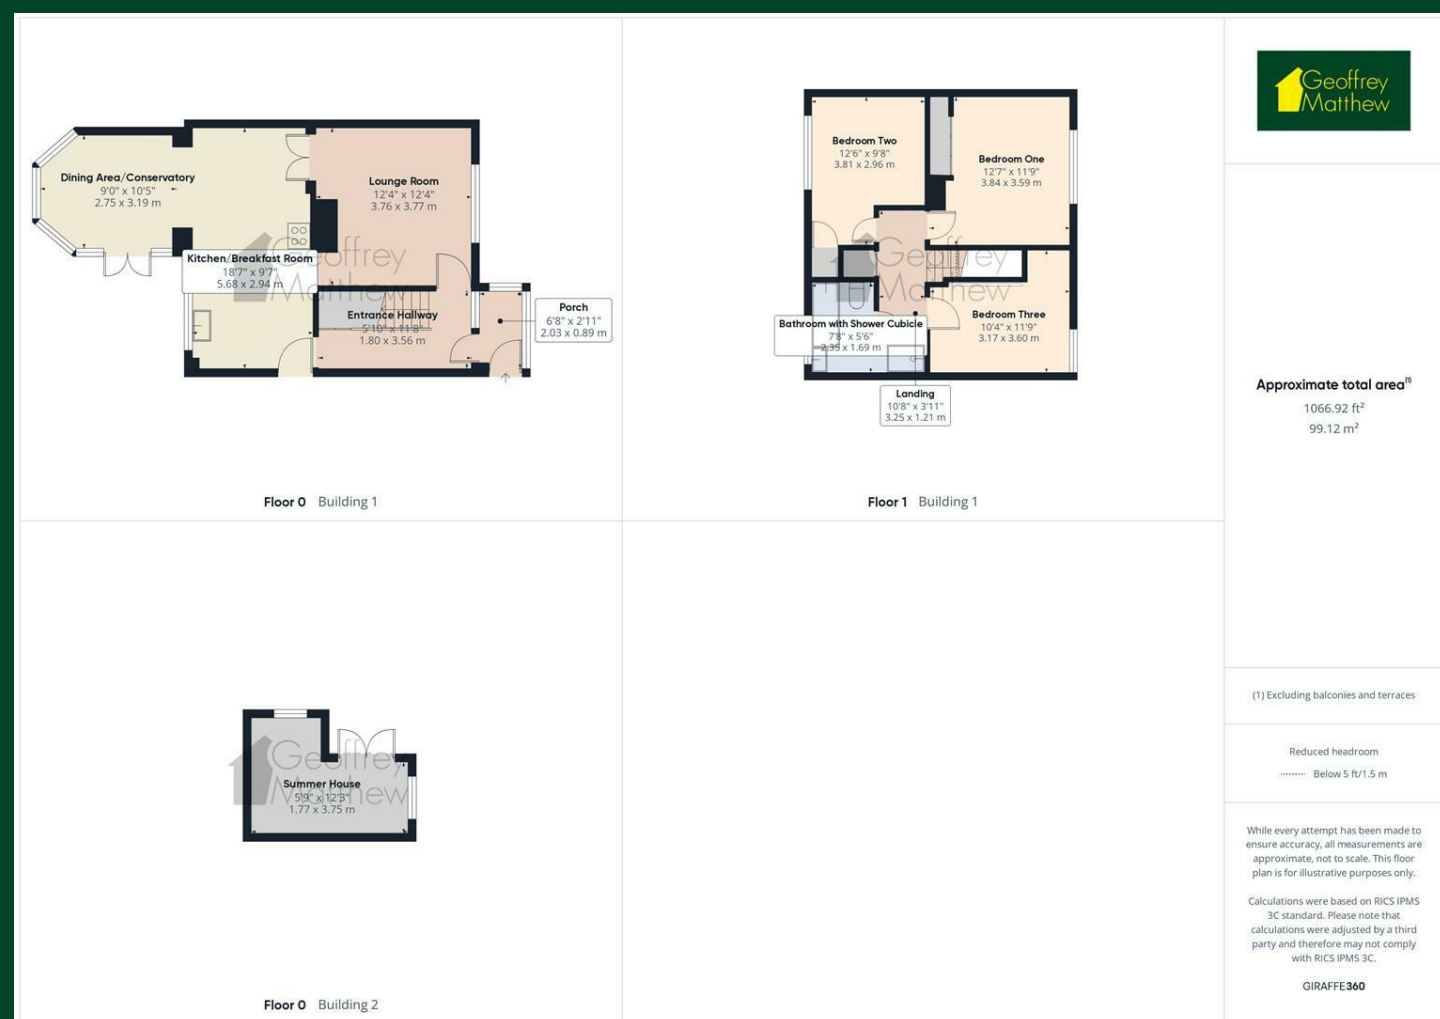 Dining Area/Conservatory
9'0" x 10'5"
2.75 x 3.19 m
Lounge Room
12'4" x 12'4"
3.76 x 3.77 m
Kitchen/Breakfast Room
18'7" x 9'7"
5.68 x 2.94 m
Geoffrey
Matthew
Entrance Hallway
5'10" x 11'8"
1.80 x 3.56 m
Porch
6'8" x 2'11"
2.03 x 0.89 m
Floor 0 Building 1
Bedroom Two
12'6" x 9'8"
3.81 x 2.96 m
Bedroom One
12'7" x 11'9"
3.84 x 3.59 m
Geoffrey
Matthew
Bedroom Three
10'4" x 11'9"
3.17 x 3.60 m
Bathroom with Shower Cubicle
7'8" x 5'6"
2.35 x 1.69 m
Landing
10'8" x 3'11"
3.25 x 1.21 m
Floor 1 Building 1
Geoffrey
Matthew
Summer House
5'9" x 12'3"
1.77 x 3.75 m
Floor 0 Building 2
Geoffrey
Matthew
Approximate total area(1)
1066.92 ft²
99.12 m²
(1) Excluding balconies and terraces
Reduced headroom
Below 5 ft/1.5 m
While every attempt has been made to
ensure accuracy, all measurements are
approximate, not to scale. This floor
plan is for illustrative purposes only.
Calculations were based on RICS IPMS
3C standard. Please note that
calculations were adjusted by a third
party and therefore may not comply
with RICS IPMS 3C.
GIRAFFE360